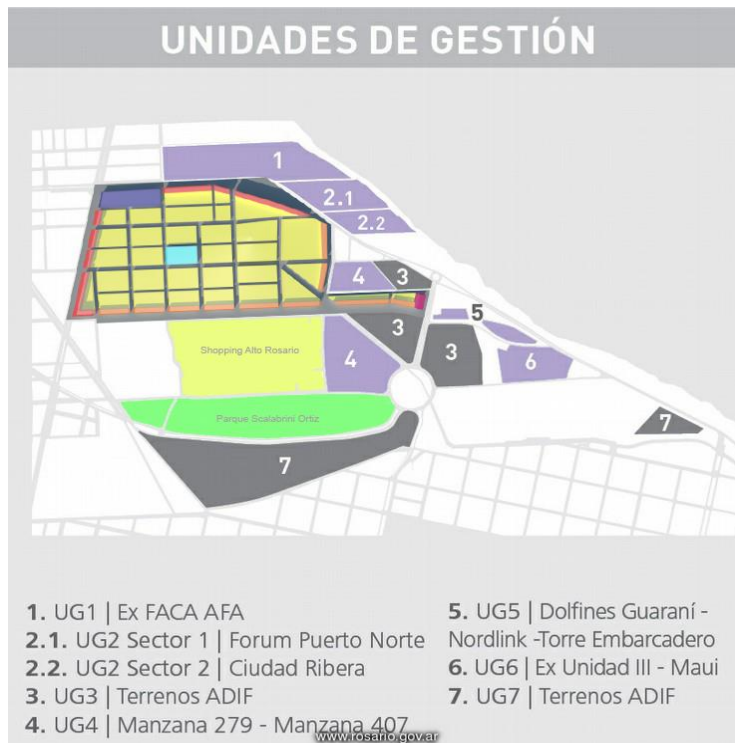 UNIDADES DE GESTIÓN
1
2.1
2.2
4
3
5
3
3
4
6
Shopping Alto Rosario
Parque Scalabrini Ortiz
7
7
1. UG1 | Ex FACA AFA
2.1. UG2 Sector 1 | Forum Puerto Norte
2.2. UG2 Sector 2 | Ciudad Ribera
3. UG3 | Terrenos ADIF
4. UG4 | Manzana 279 - Manzana 407
5. UG5 | Dolfines Guaraní -
Nordlink -Torre Embarcadero
6. UG6 | Ex Unidad III - Maui
7. UG7 | Terrenos ADIF
www.rosario.gov.ar